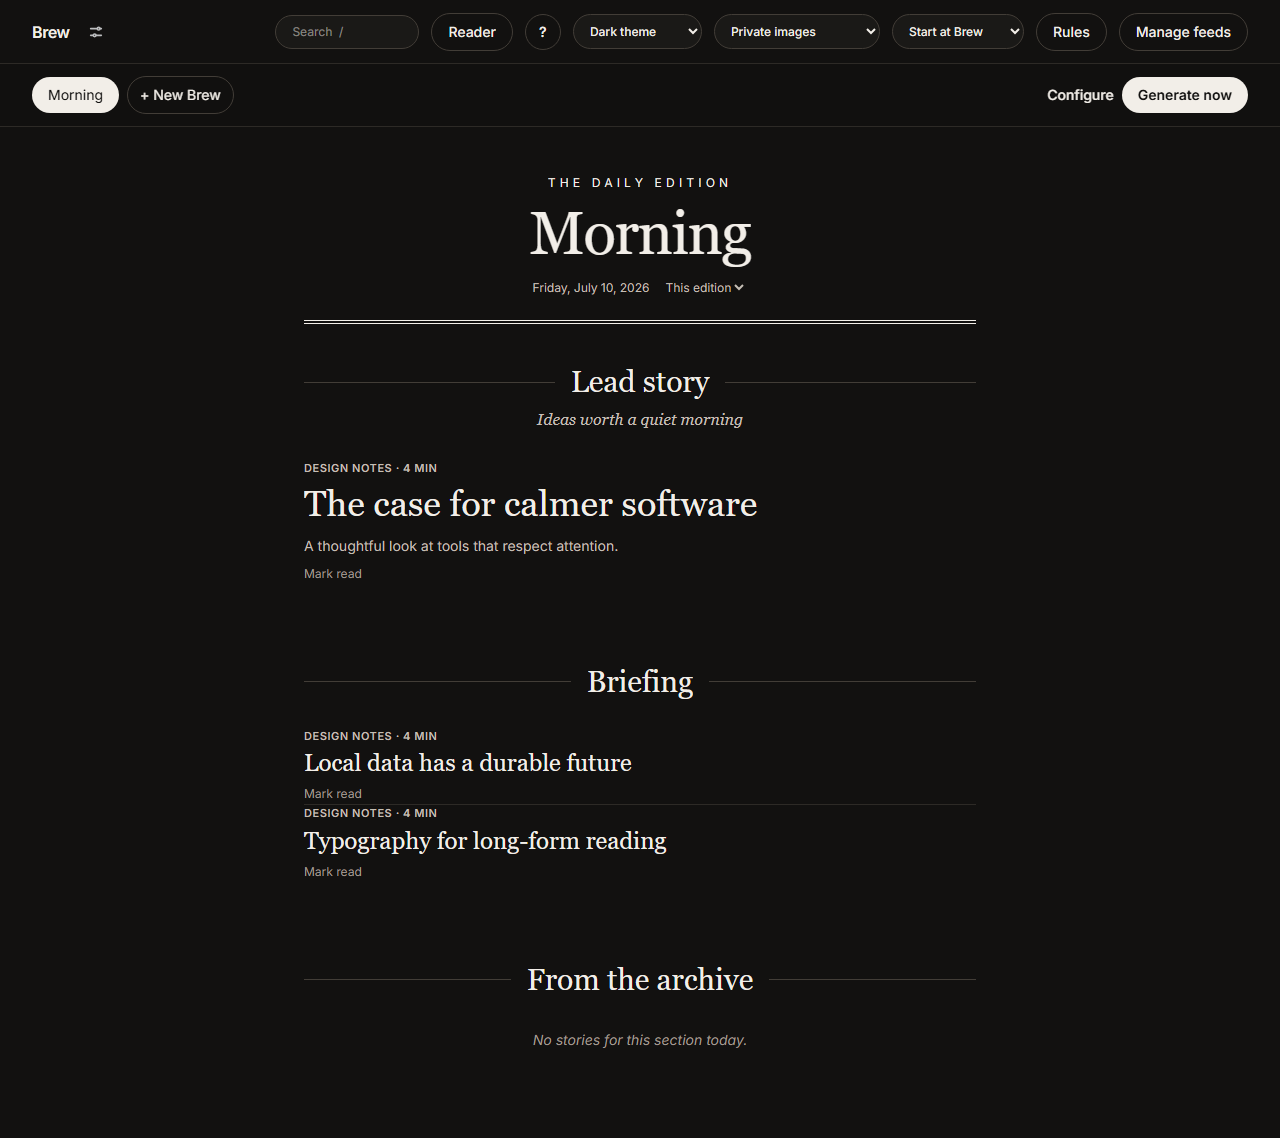 Brew
Search /
Reader
?
Dark theme
Private images
Start at Brew
Rules
Manage feeds
Morning
+ New Brew
Configure
Generate now
THE DAILY EDITION
Morning
Friday, July 10, 2026 This edition
Lead story
Ideas worth a quiet morning
DESIGN NOTES · 4 MIN
The case for calmer software
A thoughtful look at tools that respect attention.
Mark read
Briefing
DESIGN NOTES · 4 MIN
Local data has a durable future
Mark read
DESIGN NOTES · 4 MIN
Typography for long-form reading
Mark read
From the archive
No stories for this section today.